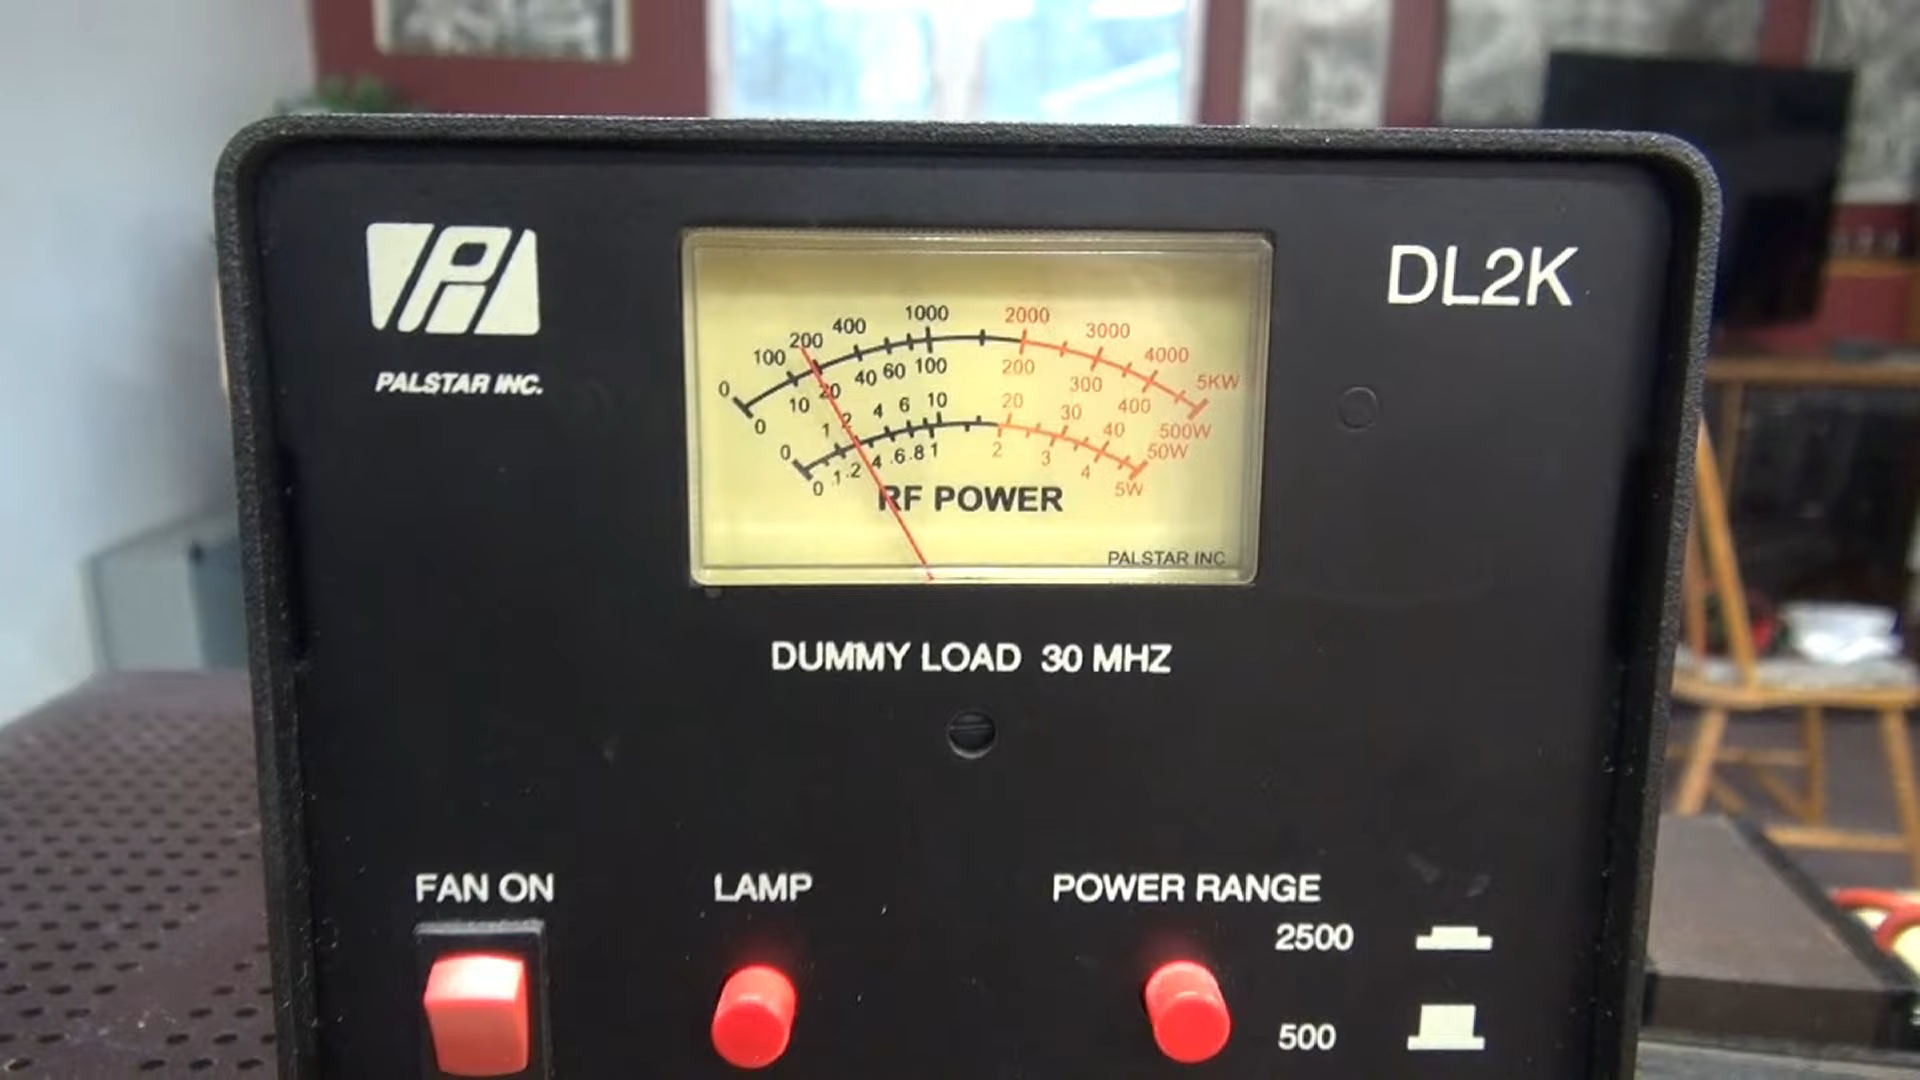 PALSTAR INC.
DL2K
100 200 400 1000 2000 3000 4000 5KW
0
0 10 20 40 60 100 200 300 400 500W
0 1 2 4 6 10 20 30 40 50W
0 .1 .2 4 .6 .8 1 2 3 4 5W
RF POWER
PALSTAR INC
DUMMY LOAD 30 MHZ
FAN ON LAMP POWER RANGE
2500
500